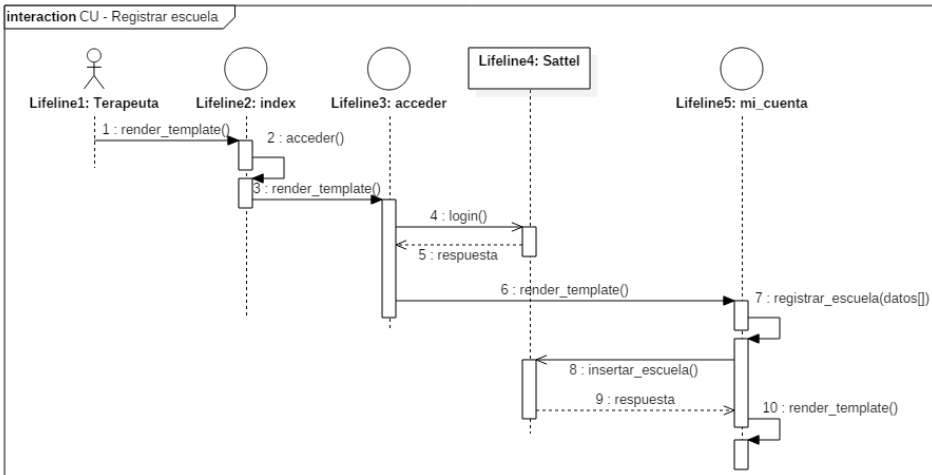 interaction CU - Registrar escuela
Lifeline4: Sattel
Lifeline1: Terapeuta
Lifeline2: index
Lifeline3: acceder
Lifeline5: mi_cuenta
1 : render_template()
2 : acceder()
3 : render_template()
4 : login()
5 : respuesta
6 : render_template()
7 : registrar_escuela(datos[])
8 : insertar_escuela()
9 : respuesta
10 : render_template()